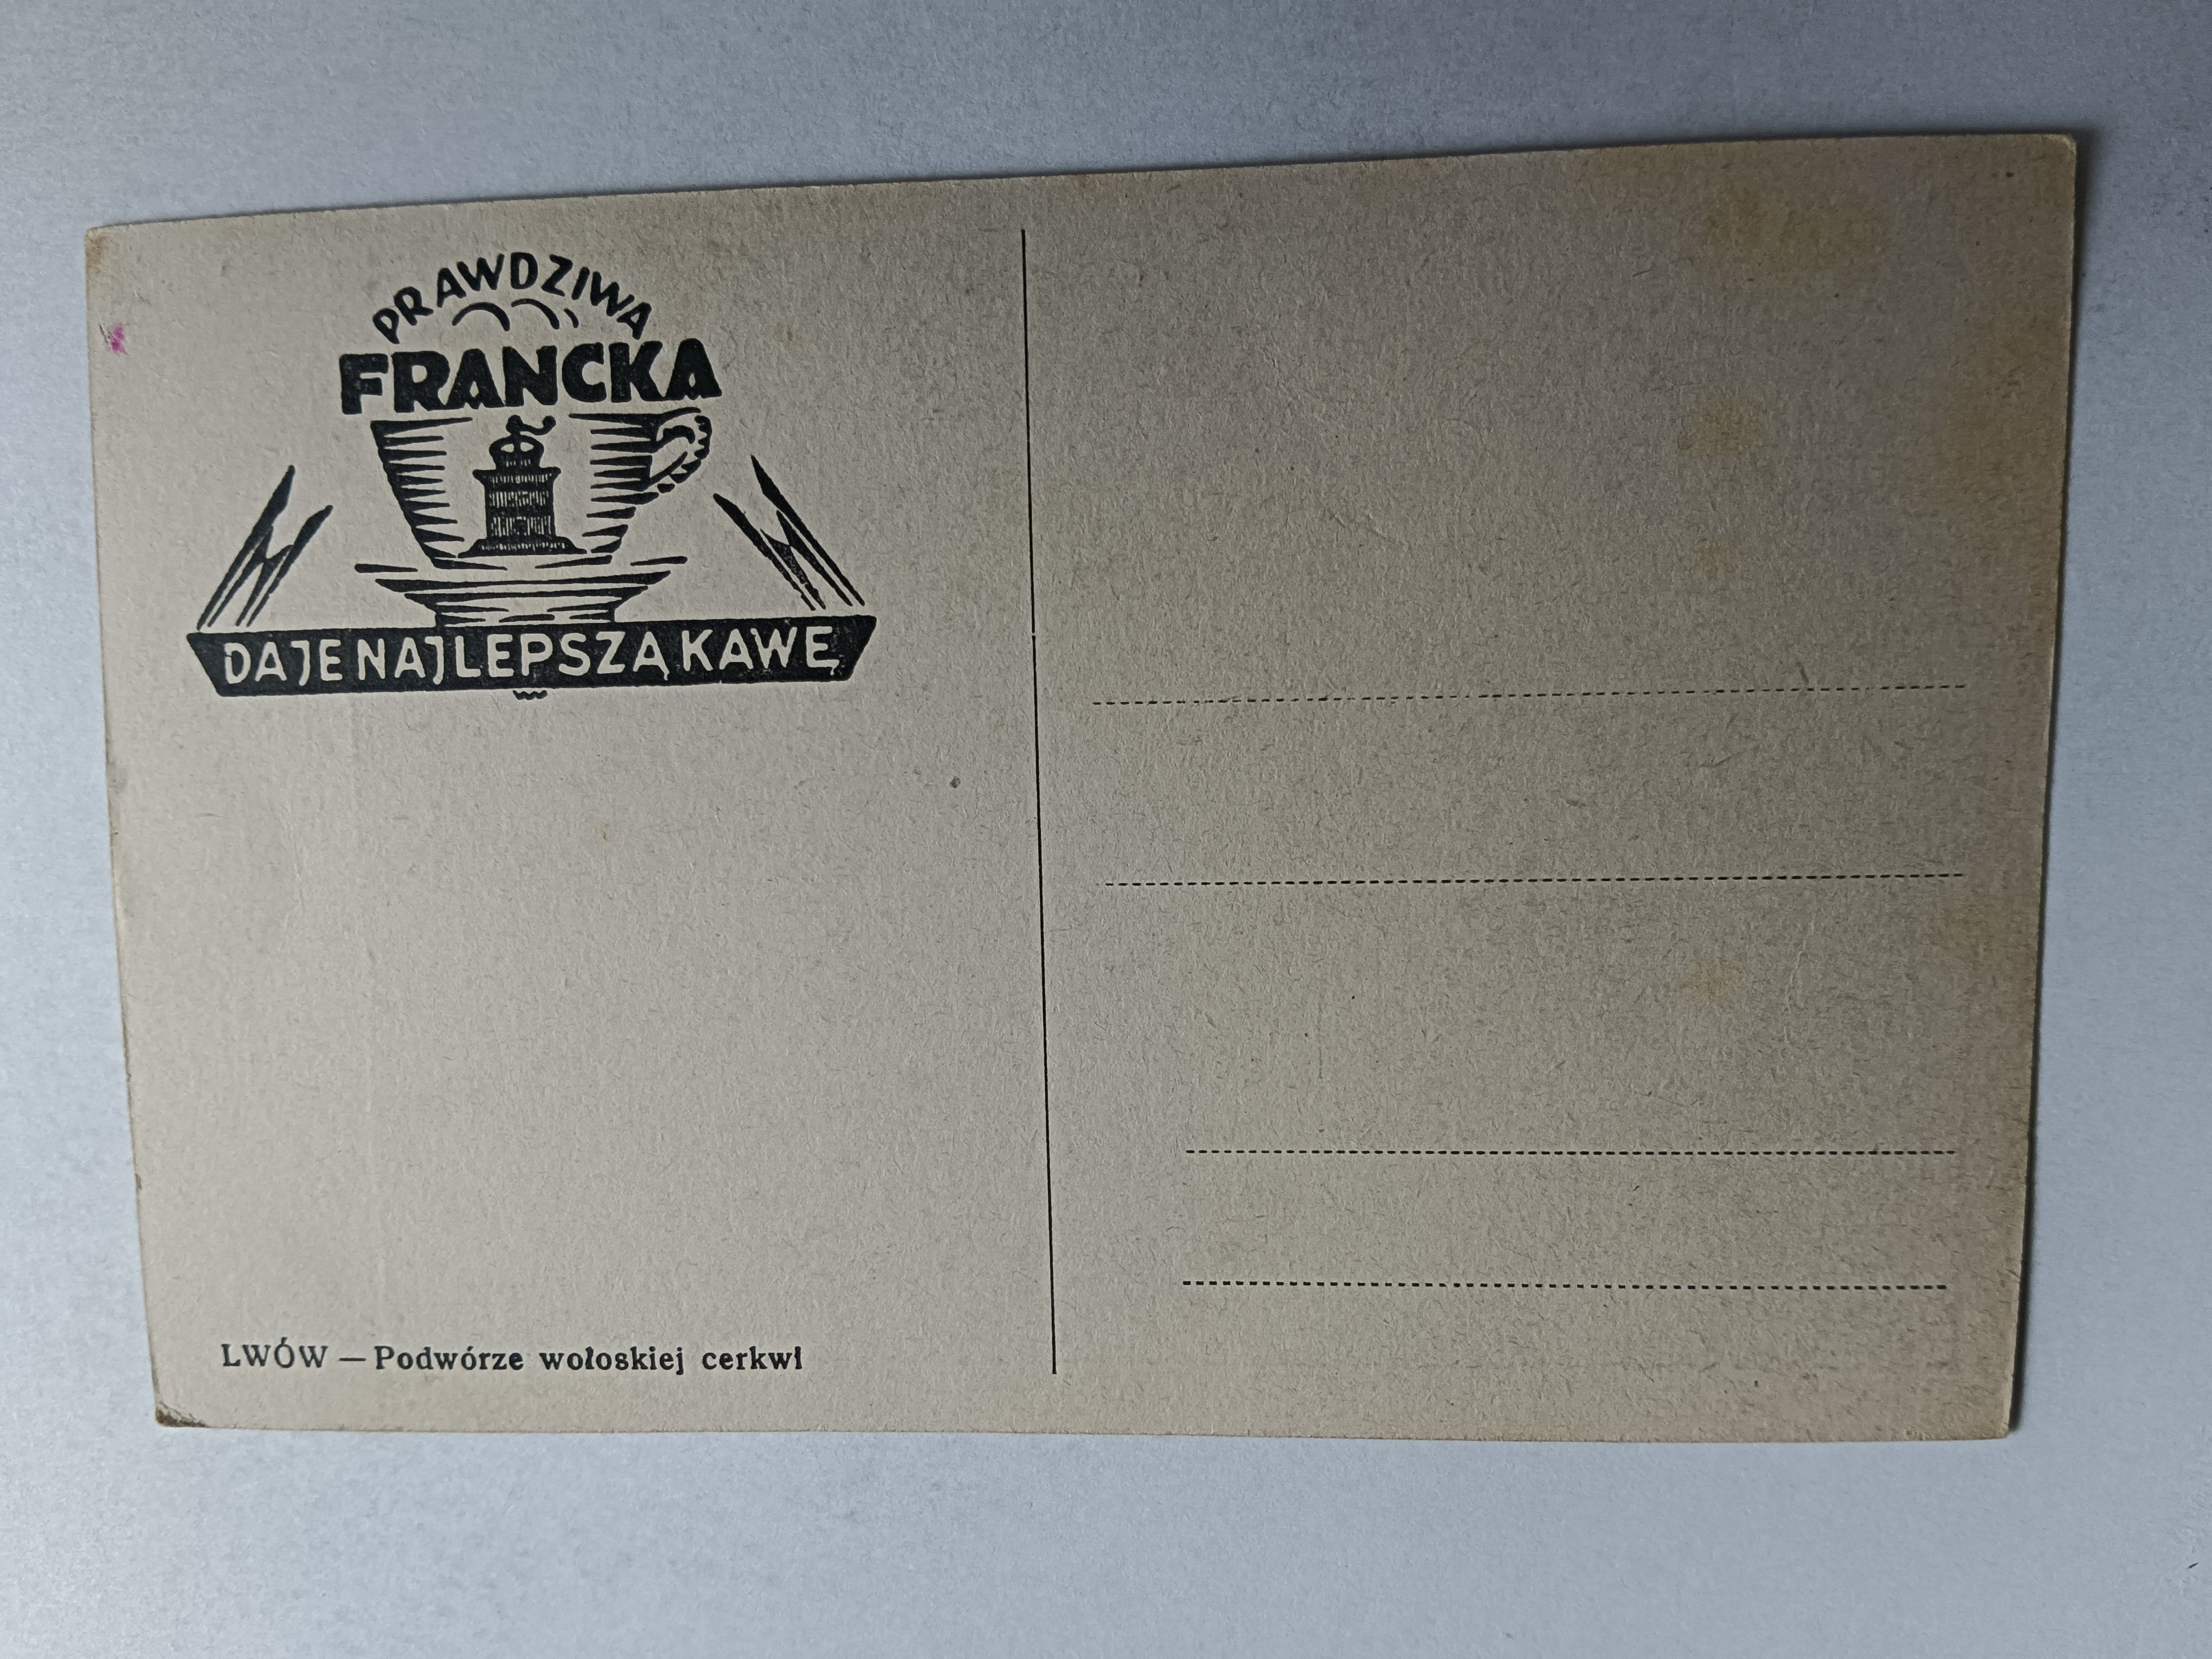 PRAWDZIWA
FRANCKA
DAJE NAJLEPSZĄ KAWĘ
LWÓW — Podwórze wołoskiej cerkwi